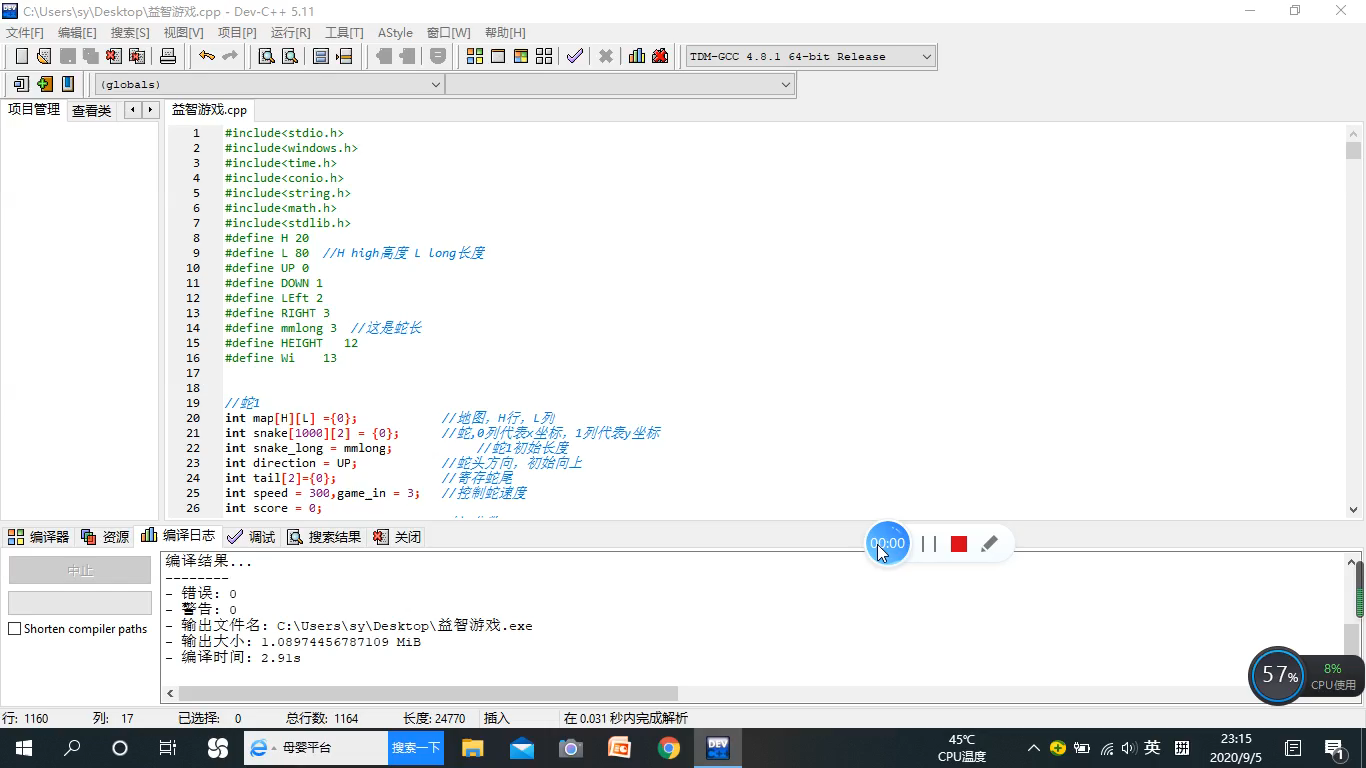 C:\Users\sy\Desktop\益智游戏.cpp - Dev-C++ 5.11
文件[F] 编辑[E] 搜索[S] 视图[V] 项目[P] 运行[R] 工具[T] AStyle 窗口[W] 帮助[H]
TDM-GCC 4.8.1 64-bit Release
(globals)
项目管理 查看类 益智游戏.cpp
1 #include<stdio.h>
2 #include<windows.h>
3 #include<time.h>
4 #include<conio.h>
5 #include<string.h>
6 #include<math.h>
7 #include<stdlib.h>
8 #define H 20
9 #define L 80 //H high高度 L long长度
10 #define UP 0
11 #define DOWN 1
12 #define LEft 2
13 #define RIGHT 3
14 #define mmlong 3 //这是蛇长
15 #define HEIGHT 12
16 #define Wi 13
17
18
19 //蛇1
20 int map[H][L] ={0}; //地图，H行，L列
21 int snake[1000][2] = {0}; //蛇,0列代表x坐标，1列代表y坐标
22 int snake_long = mmlong; //蛇1初始长度
23 int direction = UP; //蛇头方向，初始向上
24 int tail[2]={0}; //寄存蛇尾
25 int speed = 300,game_in = 3; //控制蛇速度
26 int score = 0;
编译器 资源 编译日志 调试 搜索结果 关闭
00:00
中止
Shorten compiler paths
编译结果...
--------
- 错误: 0
- 警告: 0
- 输出文件名: C:\Users\sy\Desktop\益智游戏.exe
- 输出大小: 1.08974456787109 MiB
- 编译时间: 2.91s
57%
8%
CPU使用
行: 1160 列: 17 已选择: 0 总行数: 1164 长度: 24770 插入 在 0.031 秒内完成解析
母婴平台 搜索一下
DEV
45℃
CPU温度
英 拼
23:15
2020/9/5
1